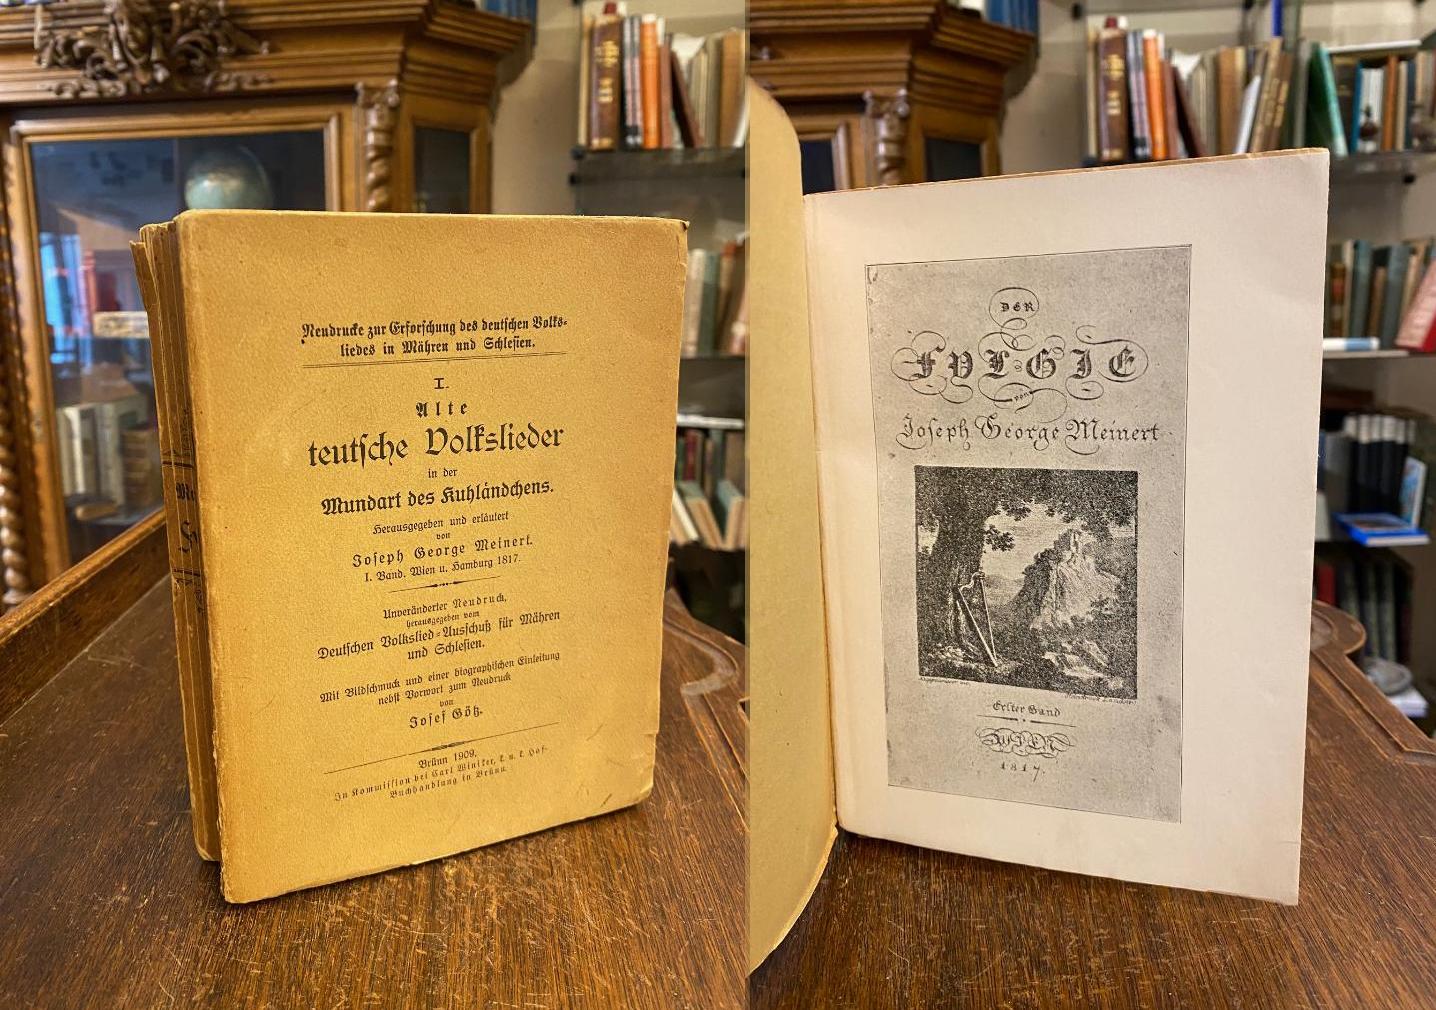 Neudrucke zur Erforschung des deutschen Volks-
liedes in Mähren und Schlesien.
I.
Alte
teutsche Volkslieder
in der
Mundart des Kuhländchens.
Herausgegeben und erläutert
von
Joseph George Meinert.
I. Band. Wien u. Hamburg 1817.
Unveränderter Neudruck,
herausgegeben vom
Deutschen Volkslied-Ausschuß für Mähren
und Schlesien.
Mit Bildschmuck und einer biographischen Einleitung
nebst Vorwort zum Neudruck
von
Josef Götz.
Brünn 1909.
In Kommission bei Carl Winiker, k. u. k. Hof-
Buchhandlung in Brünn.
DER
FYLGIE
von
Joseph George Meinert
Erster Band
WIEN
1817.